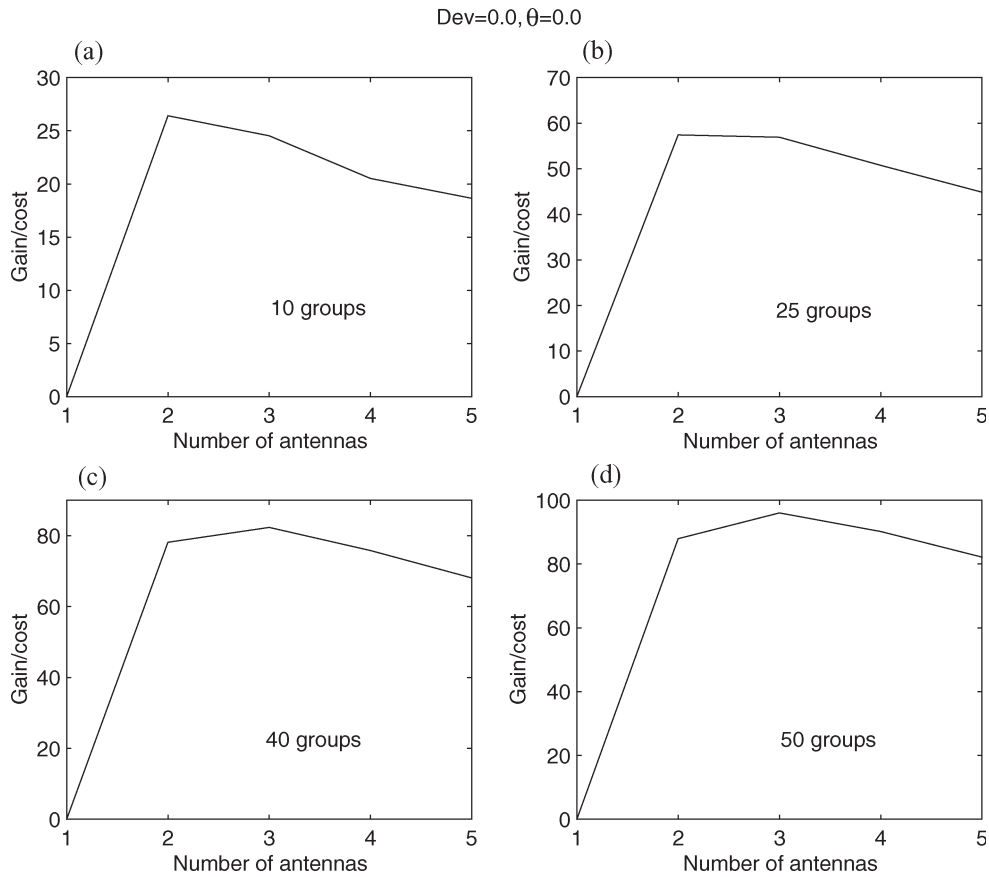 Dev=0.0, θ=0.0
(a)
30
25
20
15
10
5
0
Gain/cost
10 groups
1 2 3 4 5
Number of antennas
(b)
70
60
50
40
30
20
10
0
Gain/cost
25 groups
1 2 3 4 5
Number of antennas
(c)
80
60
40
20
0
Gain/cost
40 groups
1 2 3 4 5
Number of antennas
(d)
100
80
60
40
20
0
Gain/cost
50 groups
1 2 3 4 5
Number of antennas